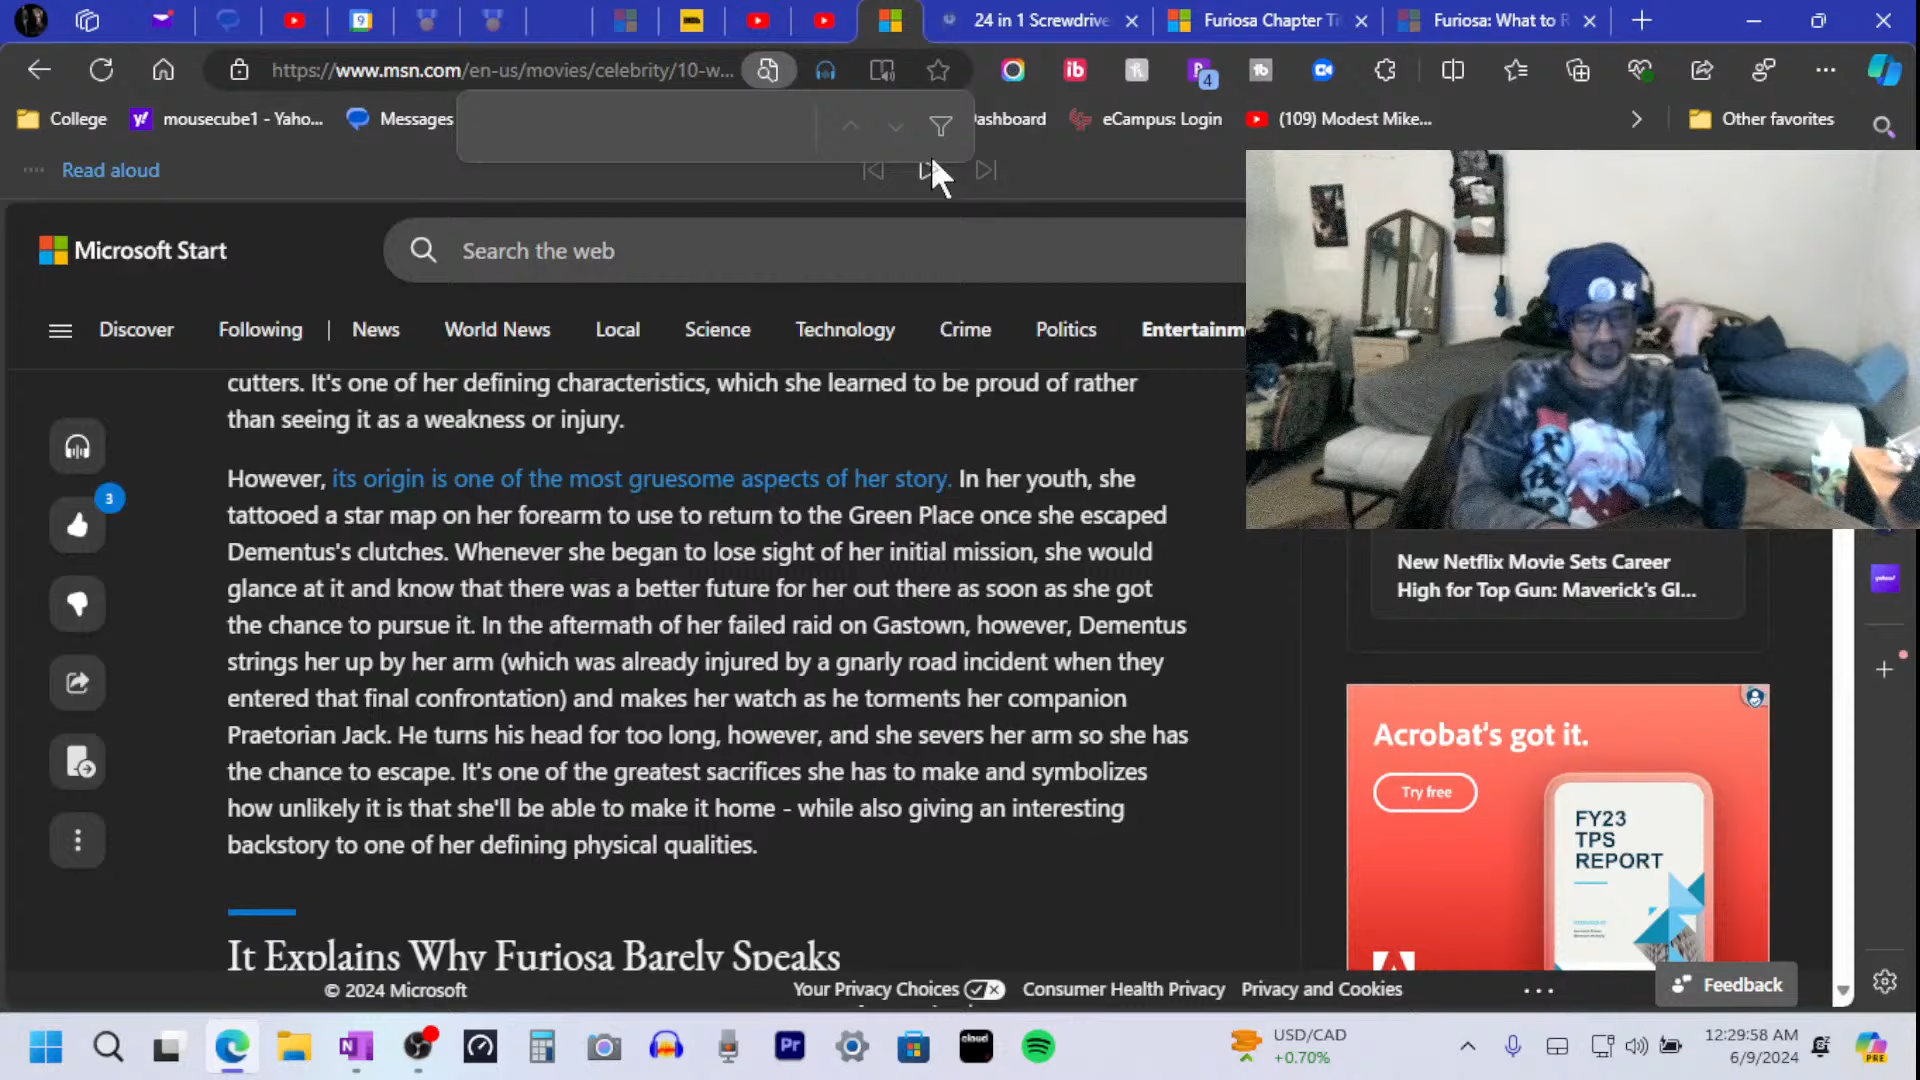 9
24 in 1 Screwdrive
Furiosa Chapter Ti
Furiosa: What to R
https://www.msn.com/en-us/movies/celebrity/10-w...
ib
4
College
mousecube1 - Yaho...
Messages
ashboard
eCampus: Login
(109) Modest Mike...
Other favorites
Read aloud
Microsoft Start
Search the web
Discover
Following
News
World News
Local
Science
Technology
Crime
Politics
Entertainm
cutters. It's one of her defining characteristics, which she learned to be proud of rather
than seeing it as a weakness or injury.
3
However, its origin is one of the most gruesome aspects of her story. In her youth, she
tattooed a star map on her forearm to use to return to the Green Place once she escaped
Dementus's clutches. Whenever she began to lose sight of her initial mission, she would
glance at it and know that there was a better future for her out there as soon as she got
the chance to pursue it. In the aftermath of her failed raid on Gastown, however, Dementus
strings her up by her arm (which was already injured by a gnarly road incident when they
entered that final confrontation) and makes her watch as he torments her companion
Praetorian Jack. He turns his head for too long, however, and she severs her arm so she has
the chance to escape. It's one of the greatest sacrifices she has to make and symbolizes
how unlikely it is that she'll be able to make it home - while also giving an interesting
backstory to one of her defining physical qualities.
It Explains Why Furiosa Barely Speaks
New Netflix Movie Sets Career
High for Top Gun: Maverick's Gl...
Acrobat's got it.
Try free
FY23
TPS
REPORT
© 2024 Microsoft
Your Privacy Choices
Consumer Health Privacy
Privacy and Cookies
...
Feedback
Pr
cloud
USD/CAD
+0.70%
12:29:58 AM
6/9/2024
PRE